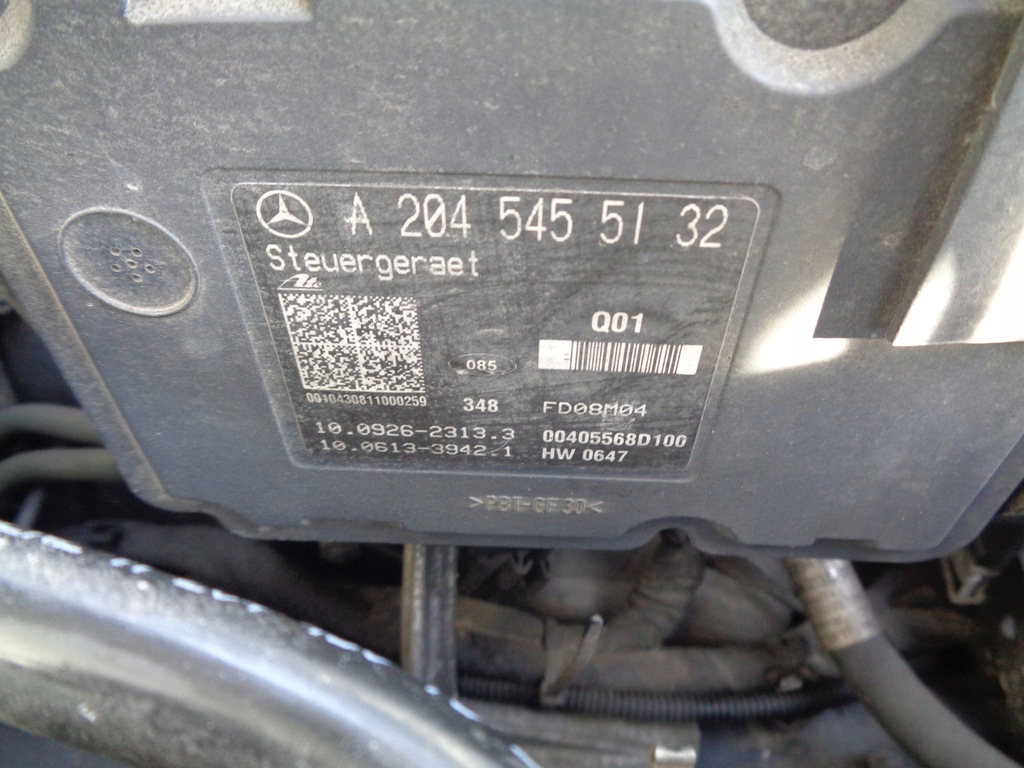 A 204 545 51 32
Steuergeraet
Ate
Q01
085
0010430811000259
348 FD08M04
10.0926-2313.3 00405568D100
10.0613-3942.1 HW 0647
>PBT-GF30<